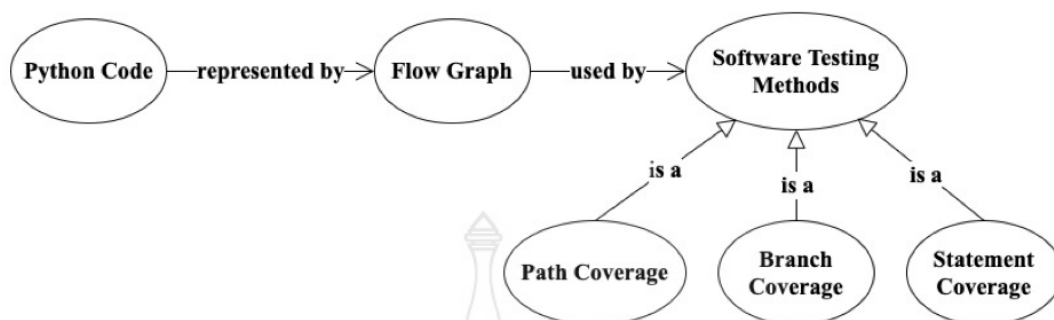 Python Code
represented by
Flow Graph
used by
Software Testing
Methods
is a
is a
is a
Path Coverage
Branch
Coverage
Statement
Coverage